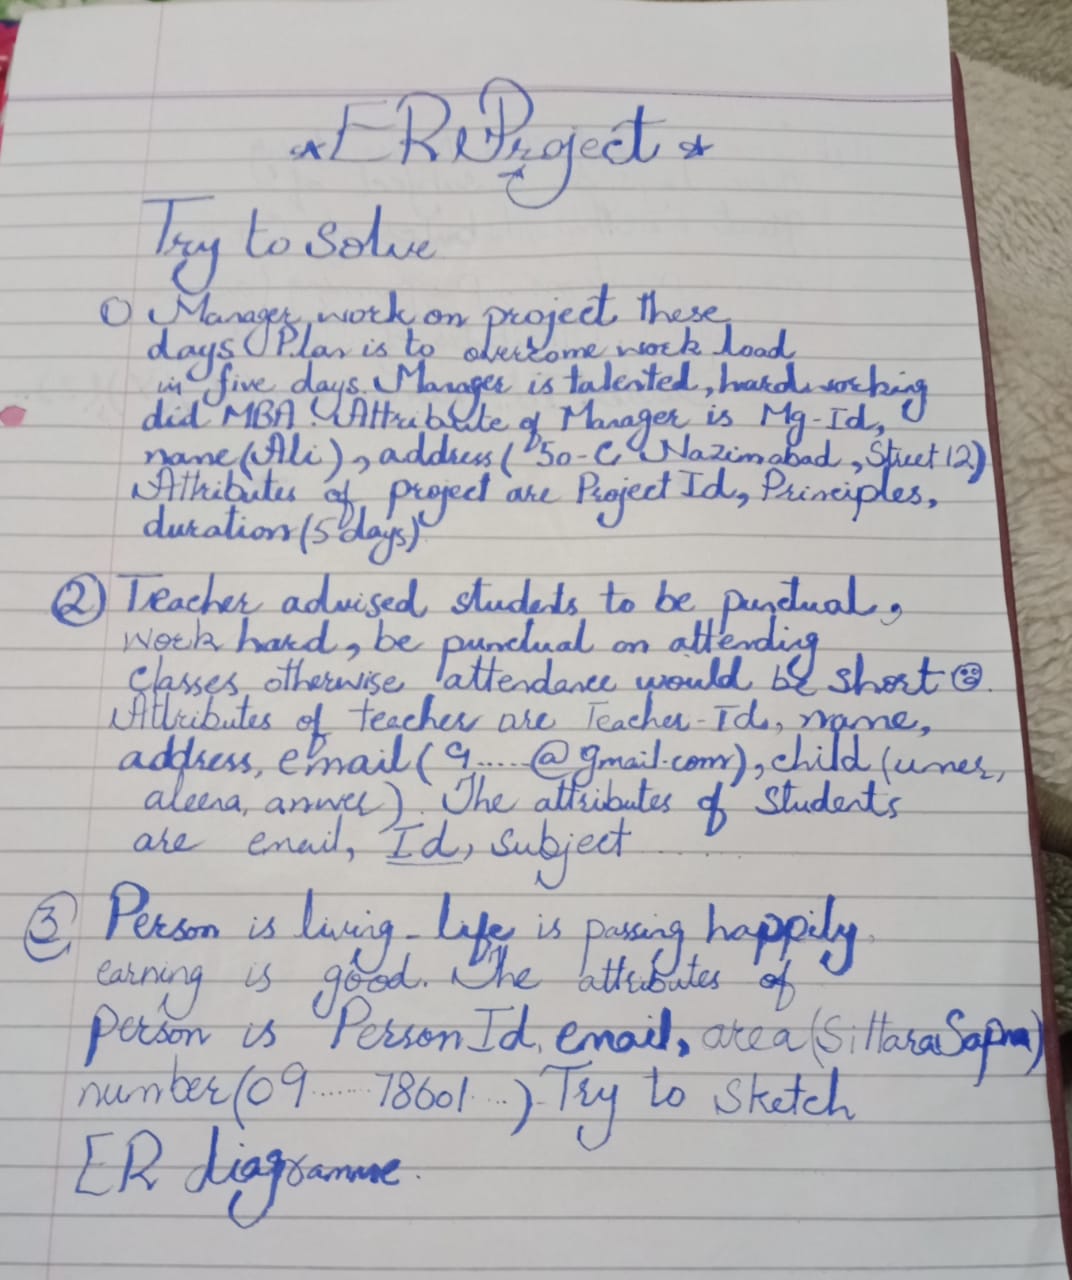 ER Project
Try to solve
① Manager work on project these
days. Plan is to overcome work load
in five days. Manager is talented, hardworking
did MBA. Attribute of Manager is Mg-Id,
name(Ali), address( 50-C Nazimabad, Street 12)
Attributes of project are Project Id, Principles,
duration(5 days)
② Teacher advised students to be punctual,
work hard, be punctual on attending
classes otherwise attendance would be short ☹.
Attributes of teacher are Teacher-Id, name,
address, email( 9.....@gmail.com), child (umer,
aleena, anwer). The attributes of students
are email, Id, subject ........
③ Person is living - life is passing happily
earning is good. The attributes of
person is Person Id, email, area(Sittara Sapna)
number(09......78601...). Try to sketch
ER diagramme.